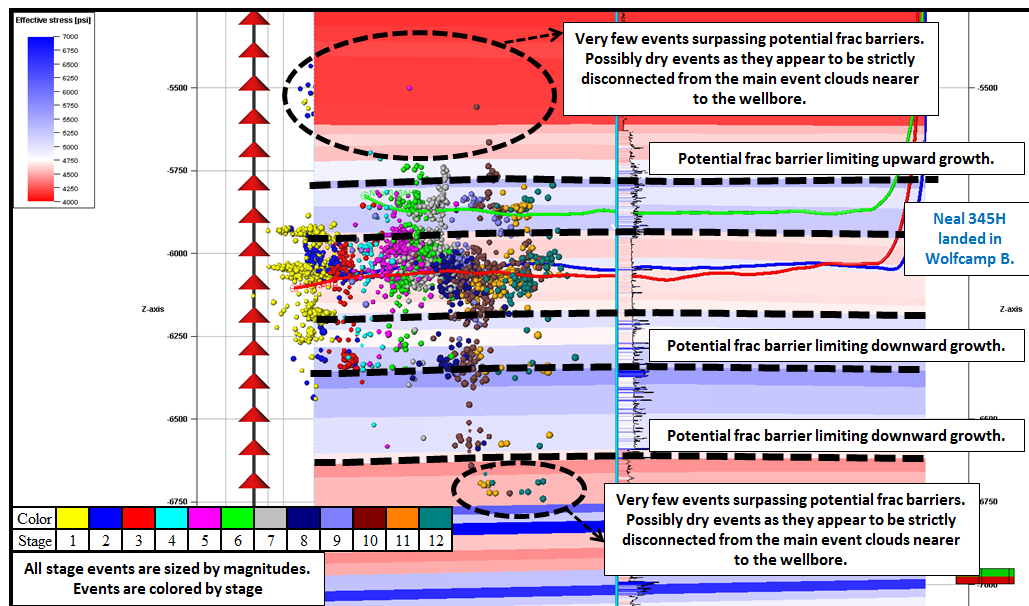 Effective stress [psi]
7000
6750
6500
6250
6000
5750
5500
5250
5000
4750
4500
4250
4000
Very few events surpassing potential frac barriers.
Possibly dry events as they appear to be strictly
disconnected from the main event clouds nearer
to the wellbore.
-5500
-5500
Potential frac barrier limiting upward growth.
-5750
Neal 345H
landed in
Wolfcamp B.
-6000
Z-axis
Z-axis
-6250
Potential frac barrier limiting downward growth.
-6500
Potential frac barrier limiting downward growth.
-6750
Very few events surpassing potential frac barriers.
Possibly dry events as they appear to be strictly
disconnected from the main event clouds nearer
to the wellbore.
Color
Stage 1 2 3 4 5 6 7 8 9 10 11 12
All stage events are sized by magnitudes.
Events are colored by stage